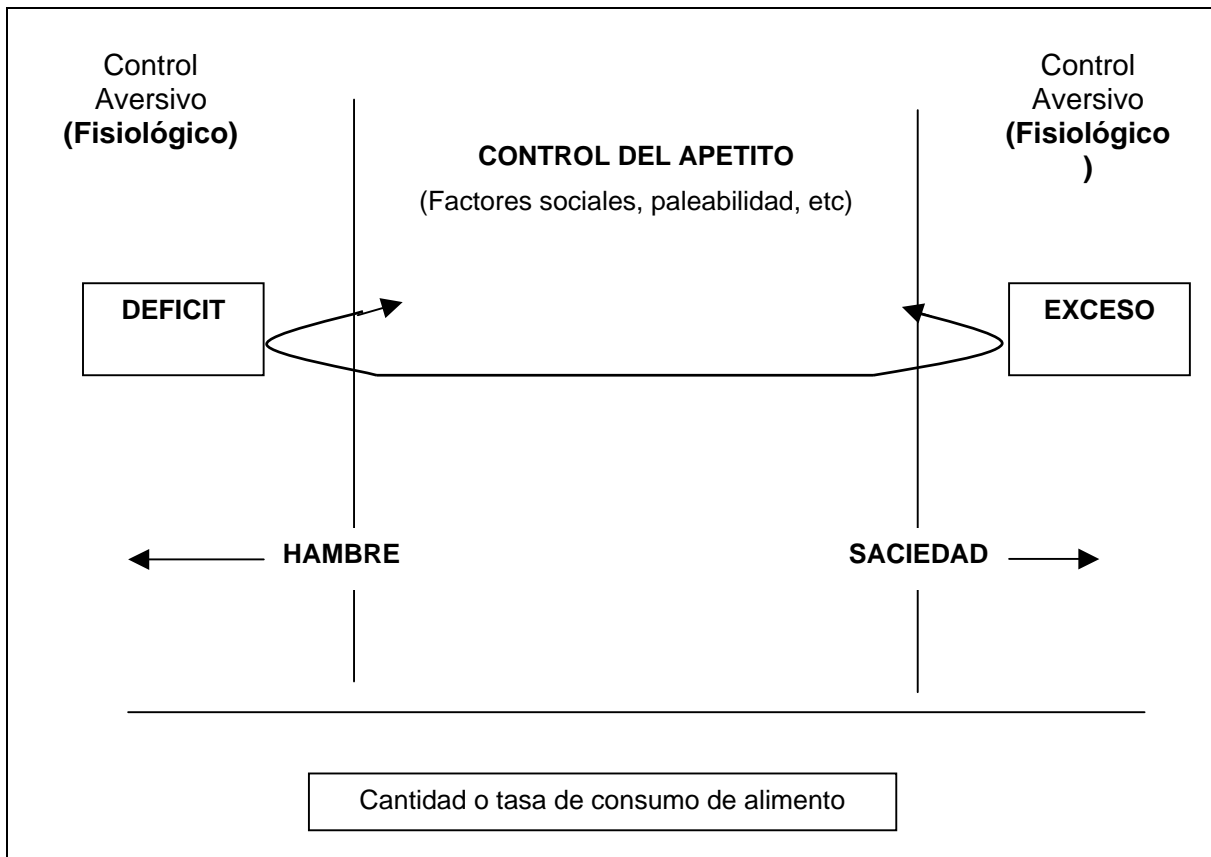 Control
Aversivo
(Fisiológico)
CONTROL DEL APETITO
(Factores sociales, paleabilidad, etc)
Control
Aversivo
(Fisiológico
)
DEFICIT
EXCESO
HAMBRE
SACIEDAD
Cantidad o tasa de consumo de alimento